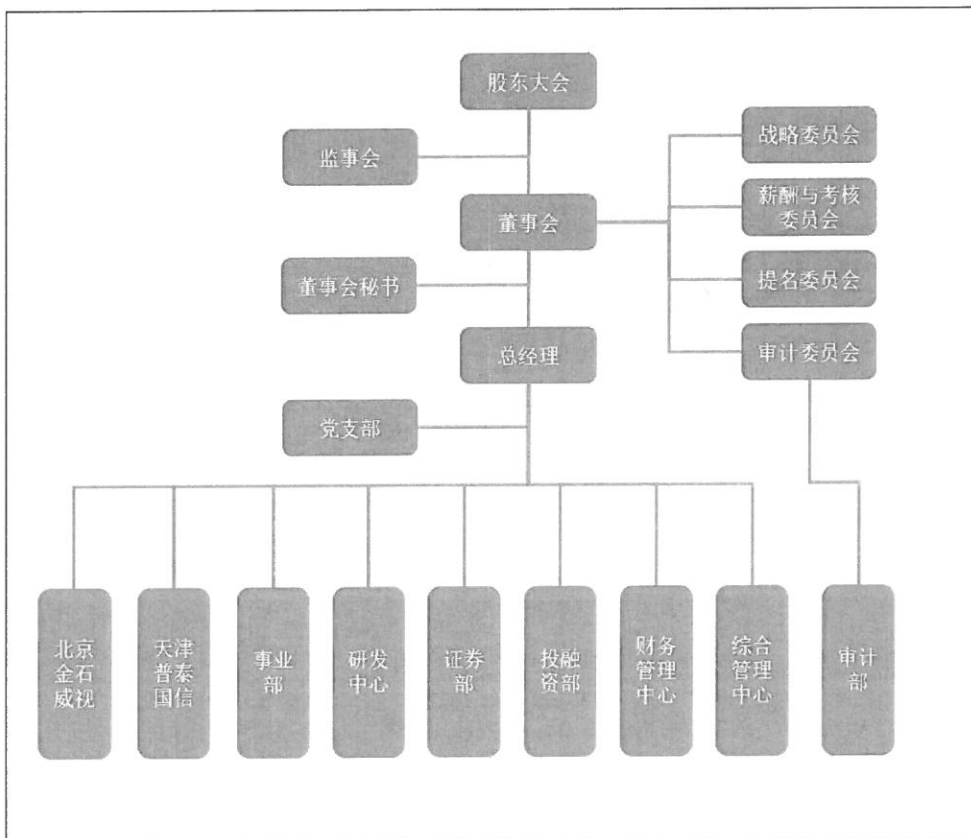 股东大会
战略委员会
监事会
薪酬与考核
委员会
董事会
提名委员会
董事会秘书
总经理
审计委员会
党支部
北京
金石
威视
天津
普泰
国信
事业
部
研发
中心
证券
部
投融
资部
财务
管理
中心
综合
管理
中心
审计
部